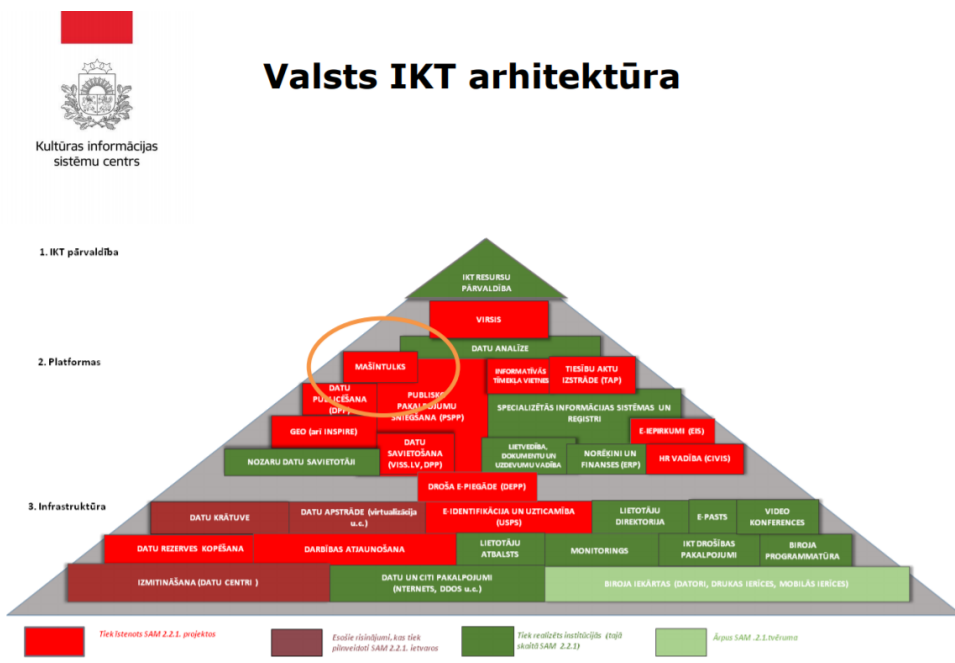 Valsts IKT arhitektūra
Kultūras informācijas
sistēmu centrs
1. IKT pārvaldība
IKT RESURSU
PĀRVALDĪBA
VIRSIS
DATU ANALĪZE
2. Platformas
MAŠĪNTULKS
INFORMATĪVĀS
TĪMEKĻA VIETNES
TIESĪBU AKTU
IZSTRĀDE (TAP)
DATU
PUBLICĒŠANA
(DPP)
PUBLISKO
PAKALPOJUMU
SNIEGŠANA (PSPP)
SPECIALIZĒTĀS INFORMĀCIJAS SISTĒMAS UN
REĢISTRI
GEO (arī INSPIRE)
E-IEPIRKUMI (EIS)
NOZARU DATU SAVIETOTĀJI
DATU
SAVIETOŠANA
(VISS.LV, DPP)
LIETVEDĪBA,
DOKUMENTU UN
UZDEVUMU VADĪBA
NORĒĶINI UN
FINANSES (ERP)
HR VADĪBA (CIVIS)
DROŠA E-PIEGĀDE (DEPP)
3. Infrastruktūra
DATU KRĀTUVE
DATU APSTRĀDE (virtualizācija
u.c.)
E-IDENTIFIKĀCIJA UN UZTICAMĪBA
(USPS)
LIETOTĀJU
DIREKTORIJA
E-PASTS
VIDEO
KONFERENCES
DATU REZERVES KOPĒŠANA
DARBĪBAS ATJAUNOŠANA
LIETOTĀJU
ATBALSTS
MONITORINGS
IKT DROŠĪBAS
PAKALPOJUMI
BIROJA
PROGRAMMATŪRA
IZMITINĀŠANA (DATU CENTRI )
DATU UN CITI PAKALPOJUMI
(NTERNETS, DDOS u.c.)
BIROJA IEKĀRTAS (DATORI, DRUKAS IERĪCES, MOBILĀS IERĪCES)
Tiek īstenots SAM 2.2.1. projektos
Esošie risinājumi, kas tiek
pilnveidoti SAM 2.2.1. ietvaros
Tiek realizēts institūcijās (tajā
skaitā SAM 2.2.1)
Ārpus SAM .2.1.tvēruma